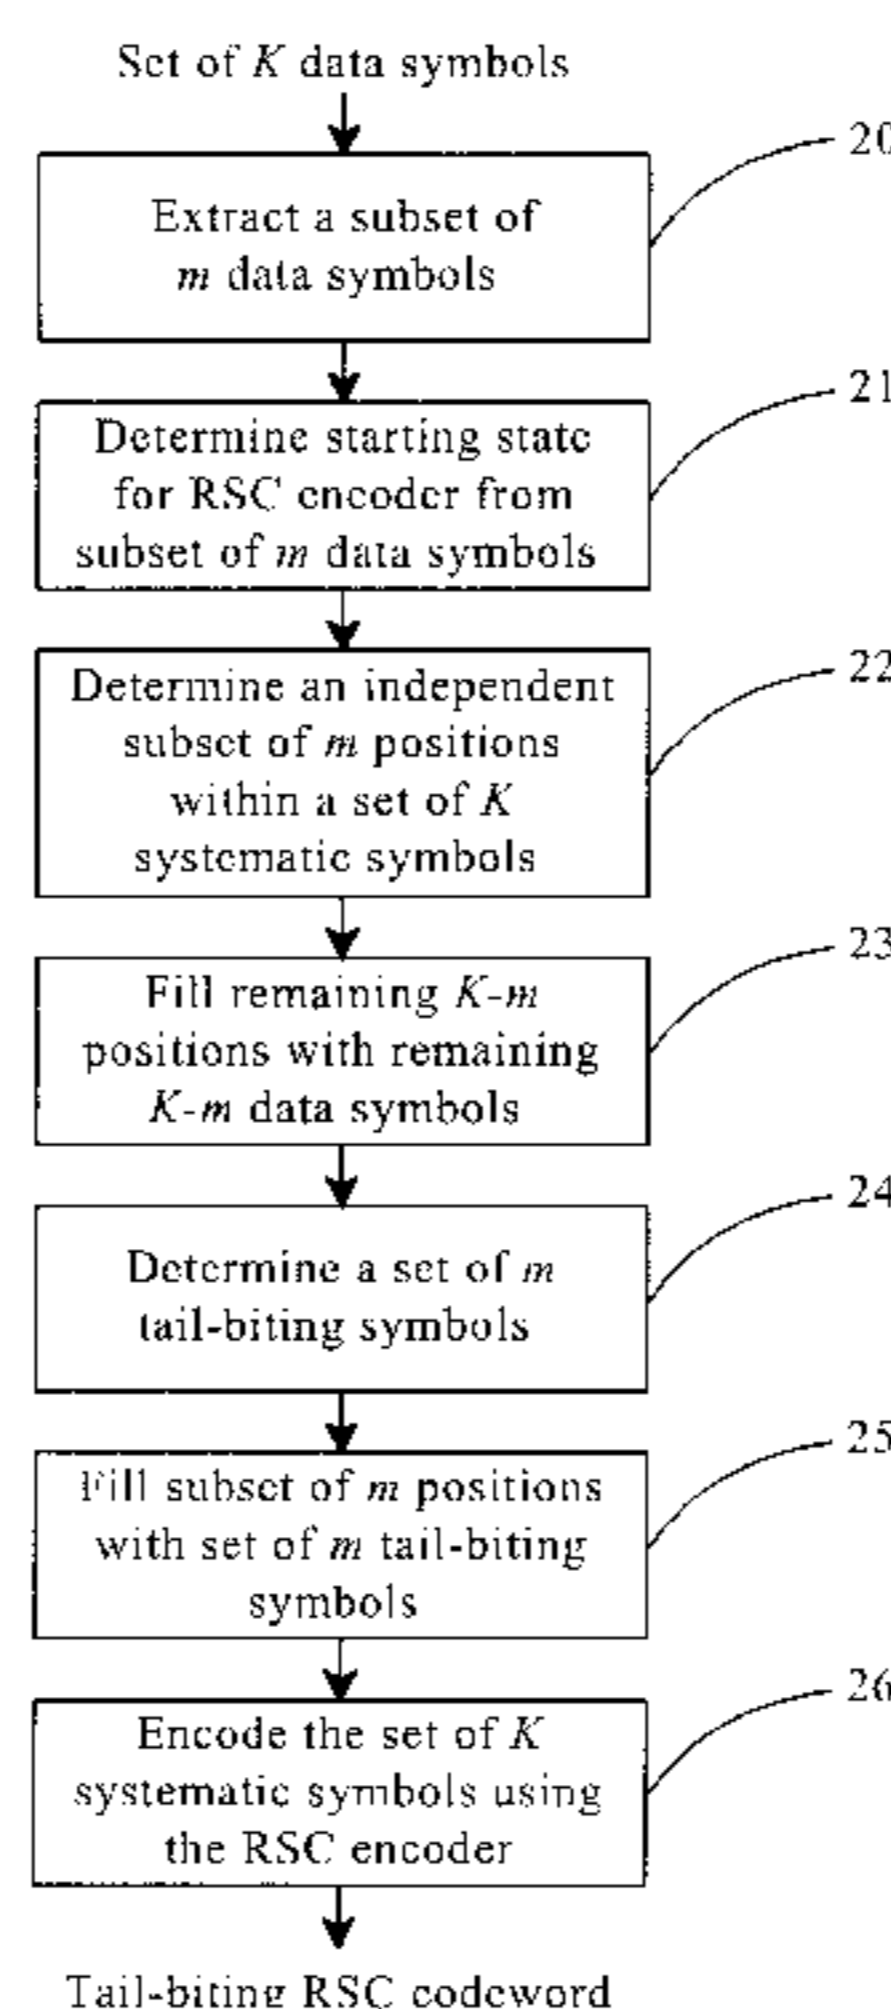 Set of K data symbols
20
Extract a subset of
m data symbols
21
Determine starting state
for RSC encoder from
subset of m data symbols
22
Determine an independent
subset of m positions
within a set of K
systematic symbols
23
Fill remaining K-m
positions with remaining
K-m data symbols
24
Determine a set of m
tail-biting symbols
25
Fill subset of m positions
with set of m tail-biting
symbols
26
Encode the set of K
systematic symbols using
the RSC encoder
Tail-biting RSC codeword